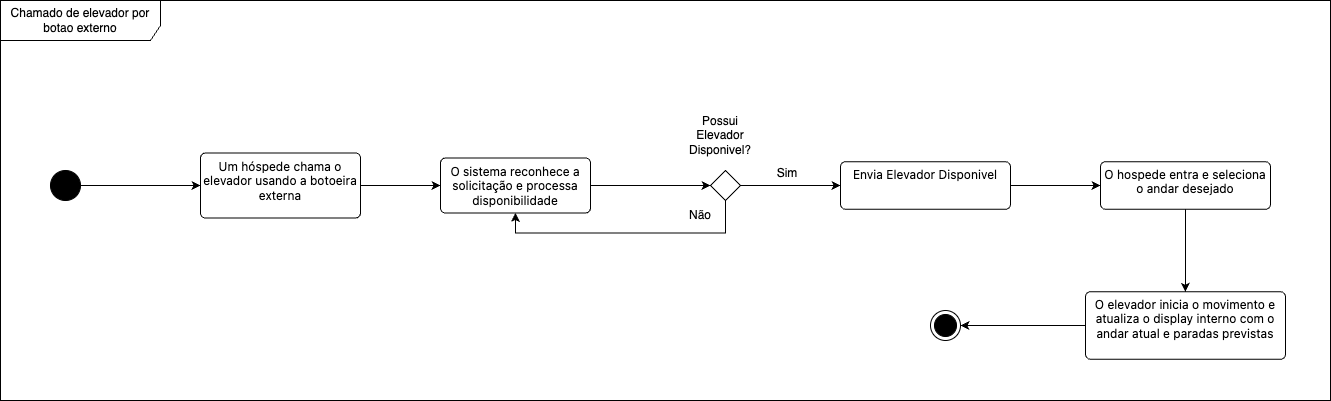 Chamado de elevador por
botao externo
Um hóspede chama o
elevador usando a botoeira
externa
O sistema reconhece a
solicitação e processa
disponibilidade
Possui
Elevador
Disponivel?
Sim
Não
Envia Elevador Disponivel
O hospede entra e seleciona
o andar desejado
O elevador inicia o movimento e
atualiza o display interno com o
andar atual e paradas previstas